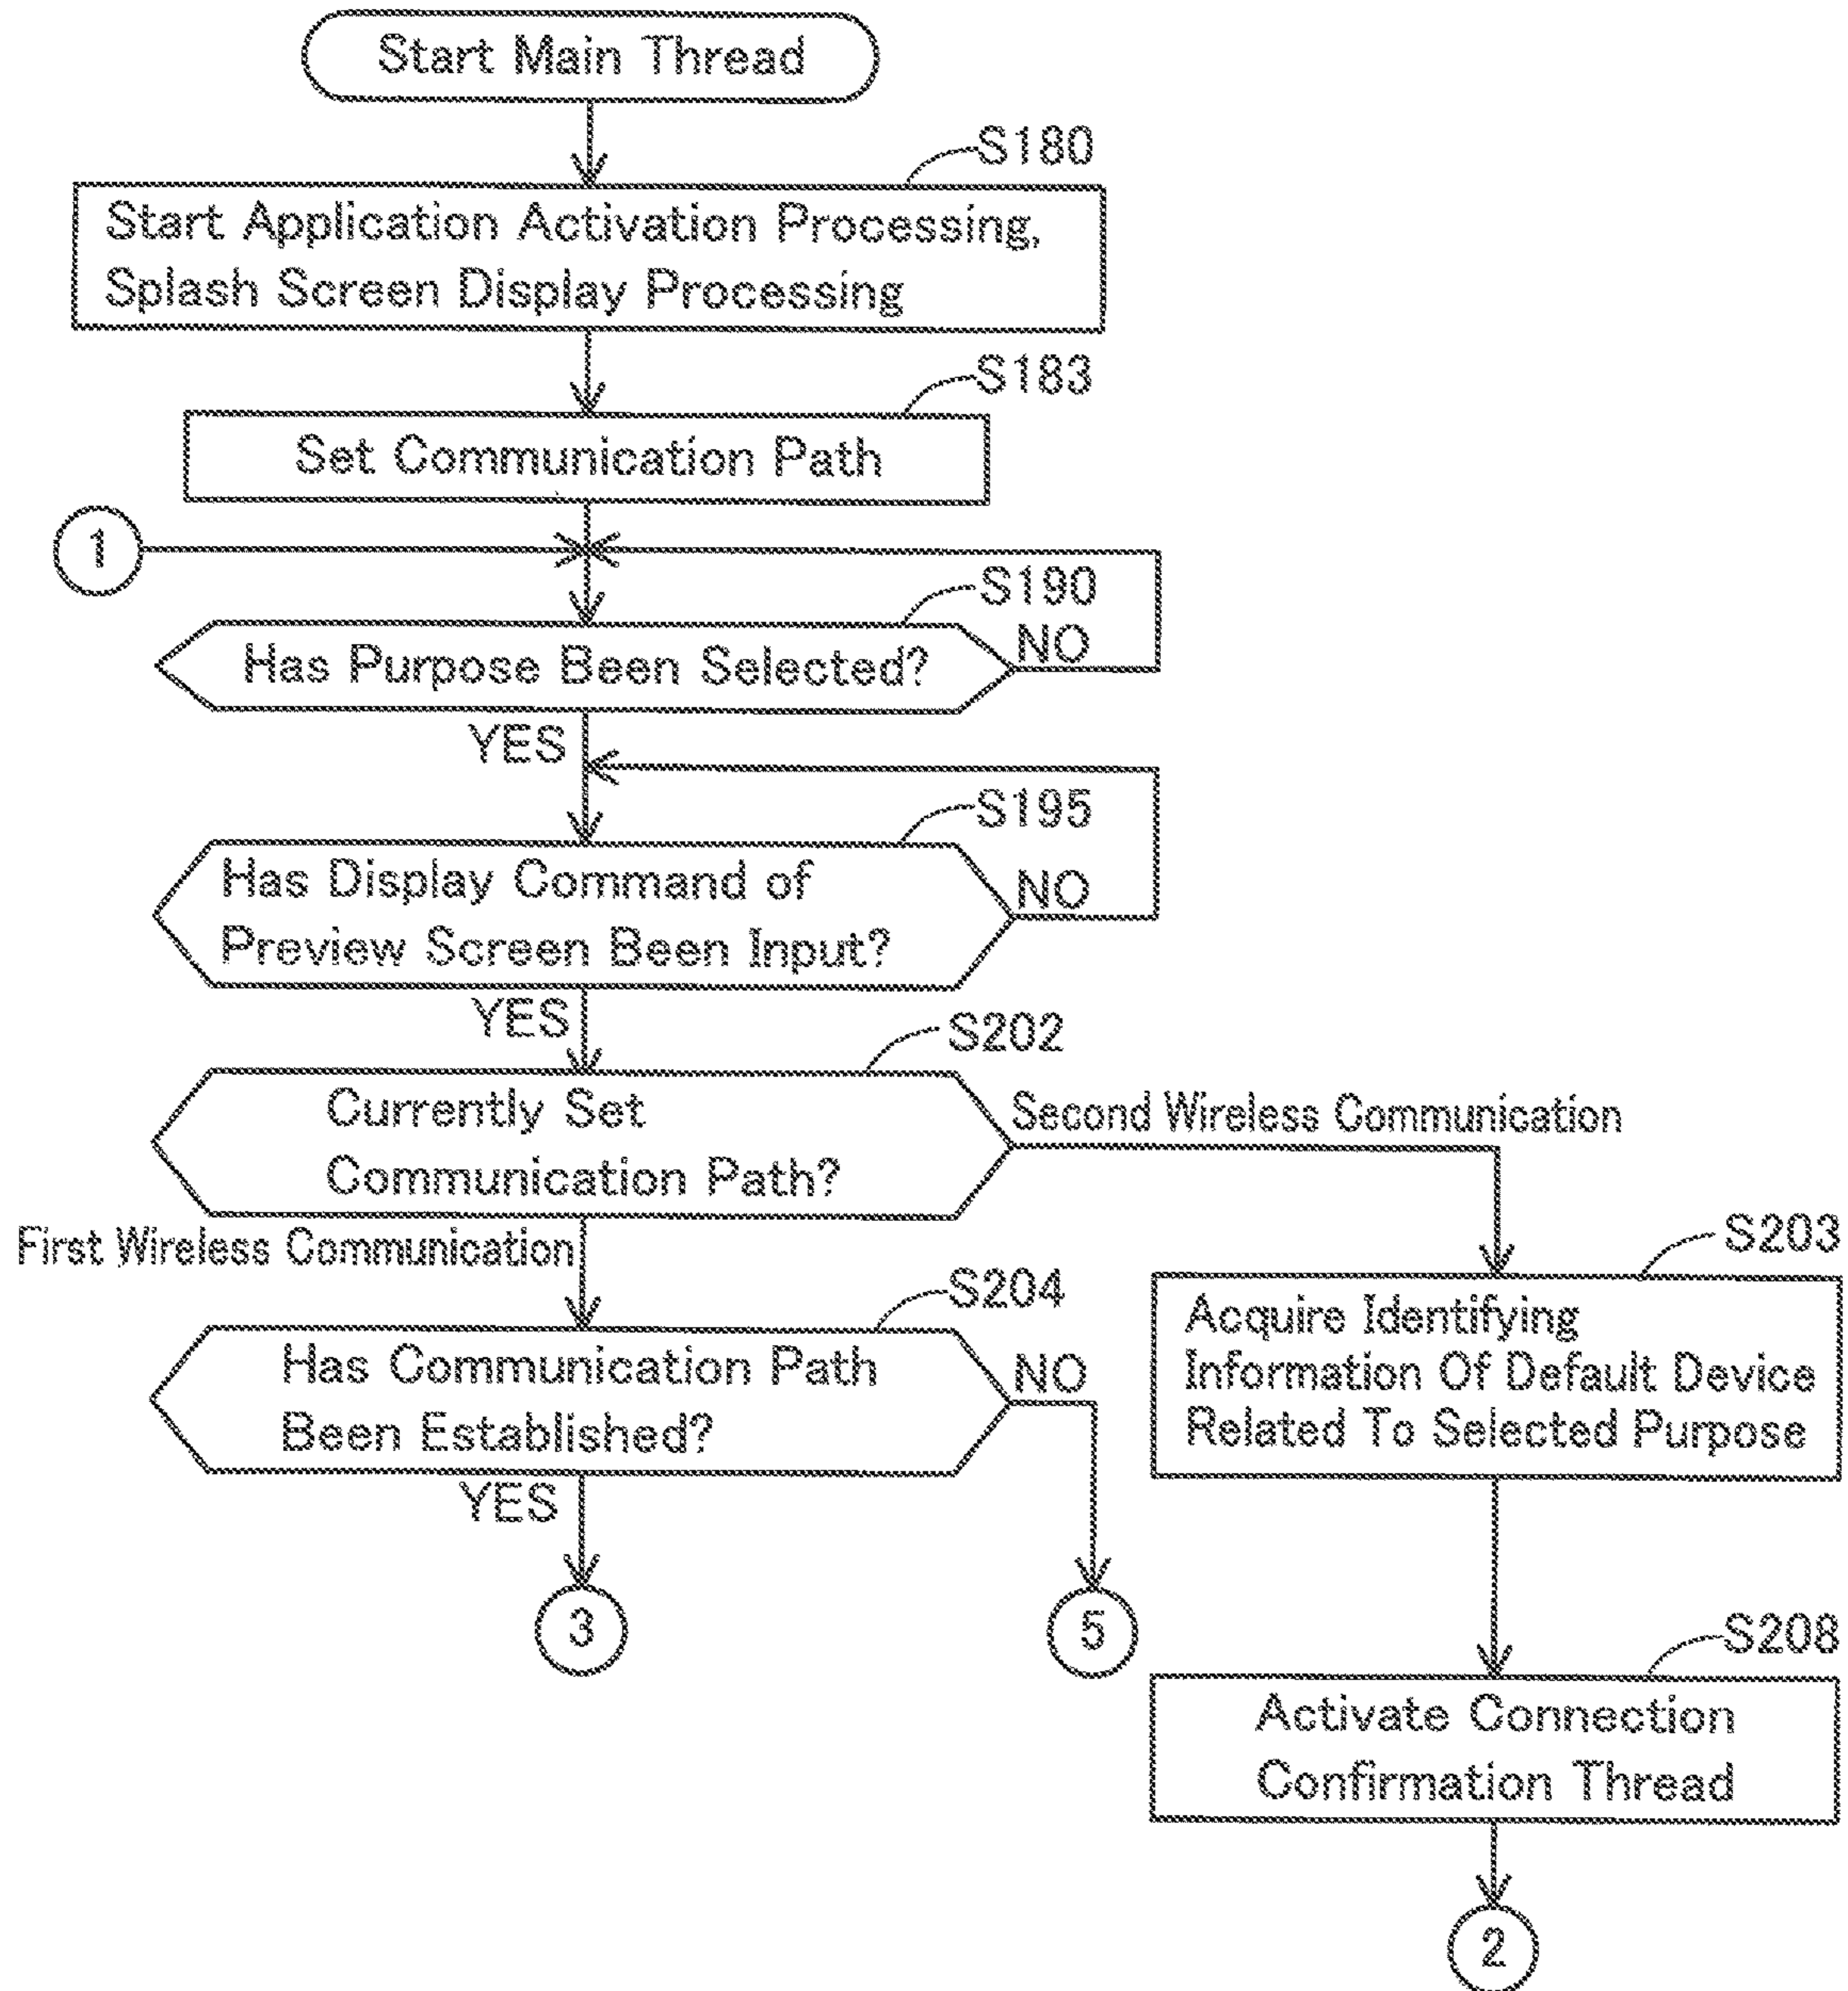 Start Main Thread
S180
Start Application Activation Processing,
Splash Screen Display Processing
S183
Set Communication Path
1
S190
Has Purpose Been Selected?
NO
YES
S195
Has Display Command of
Preview Screen Been Input?
NO
YES
S202
Currently Set
Communication Path?
Second Wireless Communication
First Wireless Communication
S203
Acquire Identifying
Information Of Default Device
Related To Selected Purpose
S204
Has Communication Path
Been Established?
NO
YES
3
5
S208
Activate Connection
Confirmation Thread
2